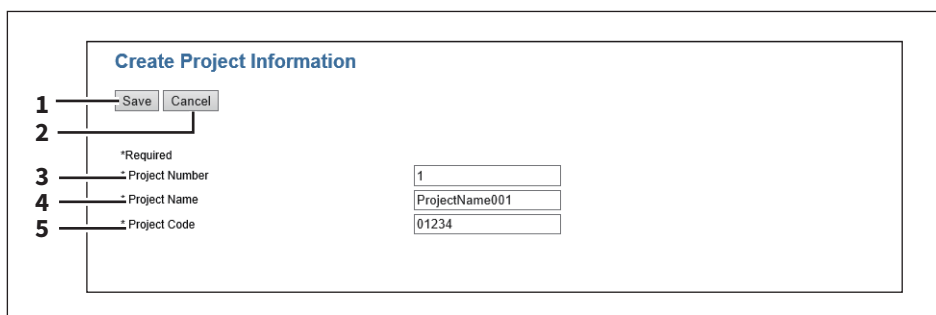 Create Project Information
1 Save Cancel
2
*Required
3 * Project Number 1
4 * Project Name ProjectName001
5 * Project Code 01234